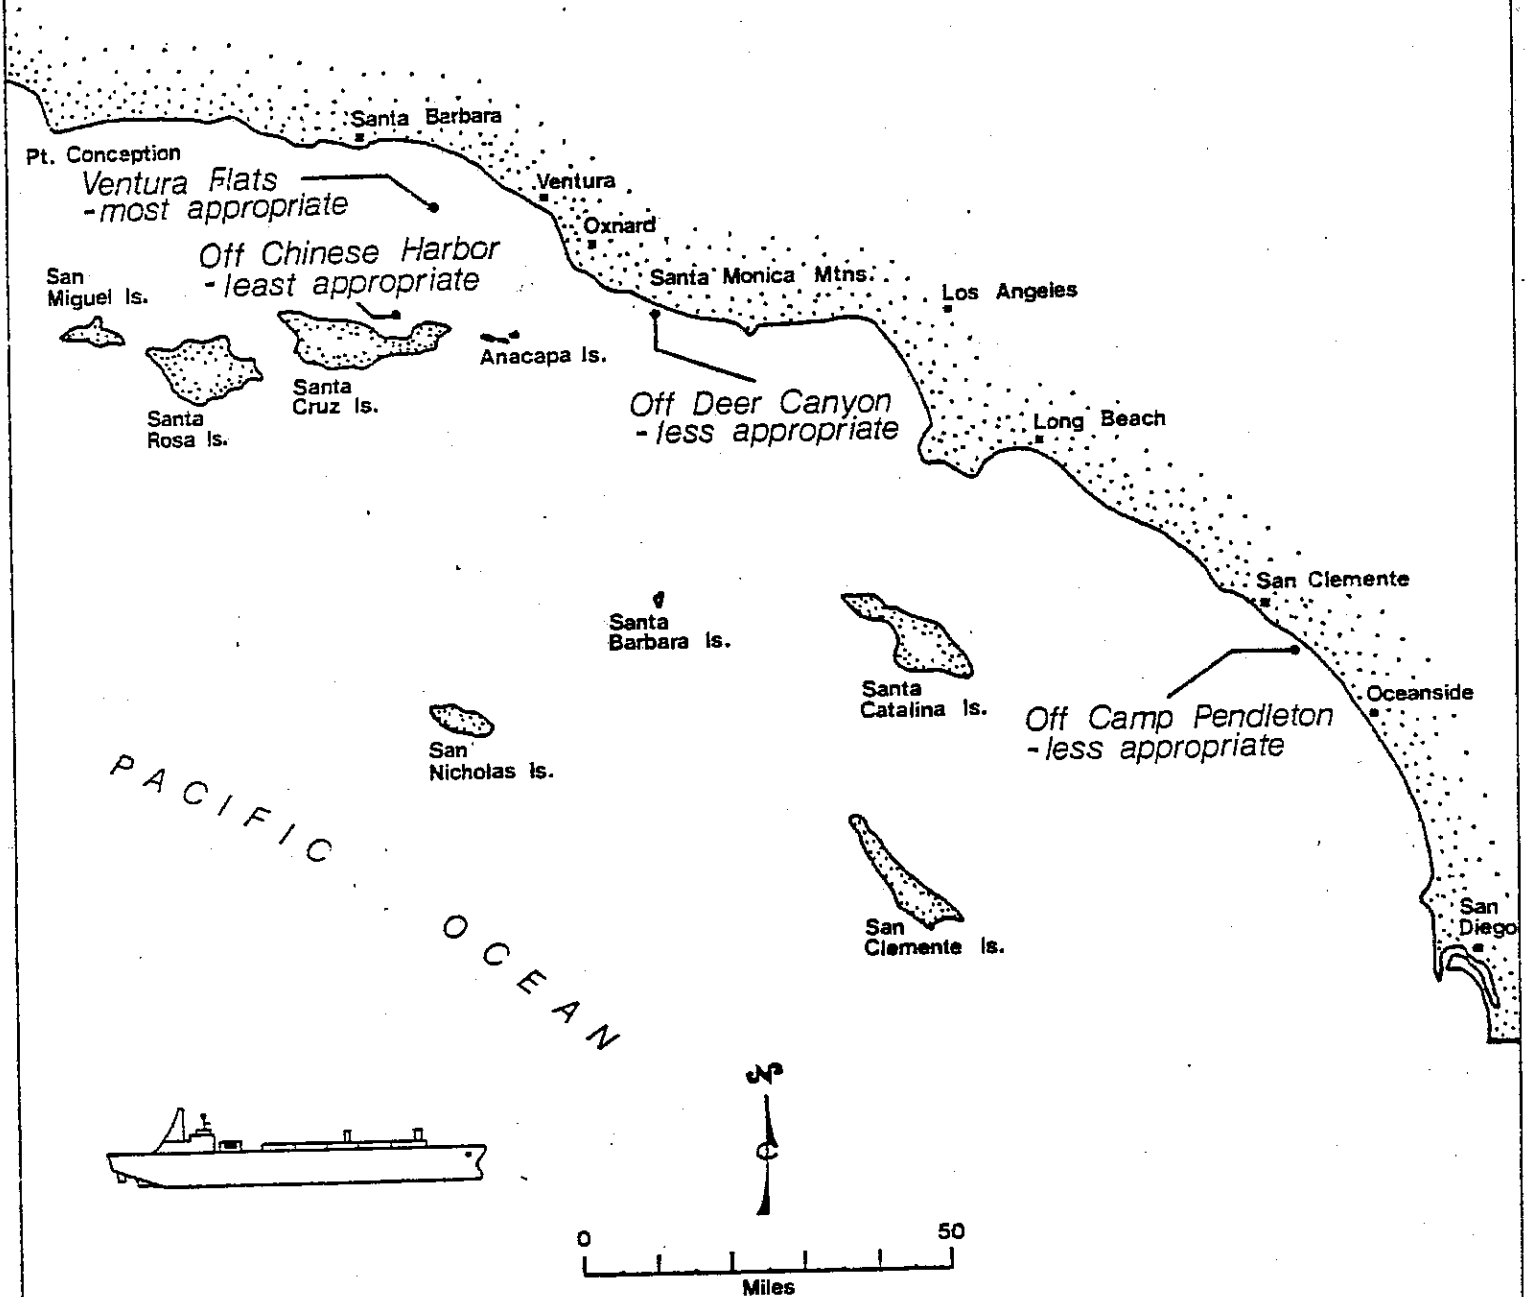 Santa Barbara
Pt. Conception
Ventura Flats
-most appropriate
Ventura
Oxnard
Off Chinese Harbor
-least appropriate
San
Miguel Is.
Santa Monica Mtns.
Los Angeles
Anacapa Is.
Santa
Cruz Is.
Santa
Rosa Is.
Off Deer Canyon
-less appropriate
Long Beach
San Clemente
Santa
Barbara Is.
Santa
Catalina Is.
Oceanside
Off Camp Pendleton
-less appropriate
San
Nicholas Is.
PACIFIC OCEAN
San
Clemente Is.
San
Diego
N
0 50
Miles